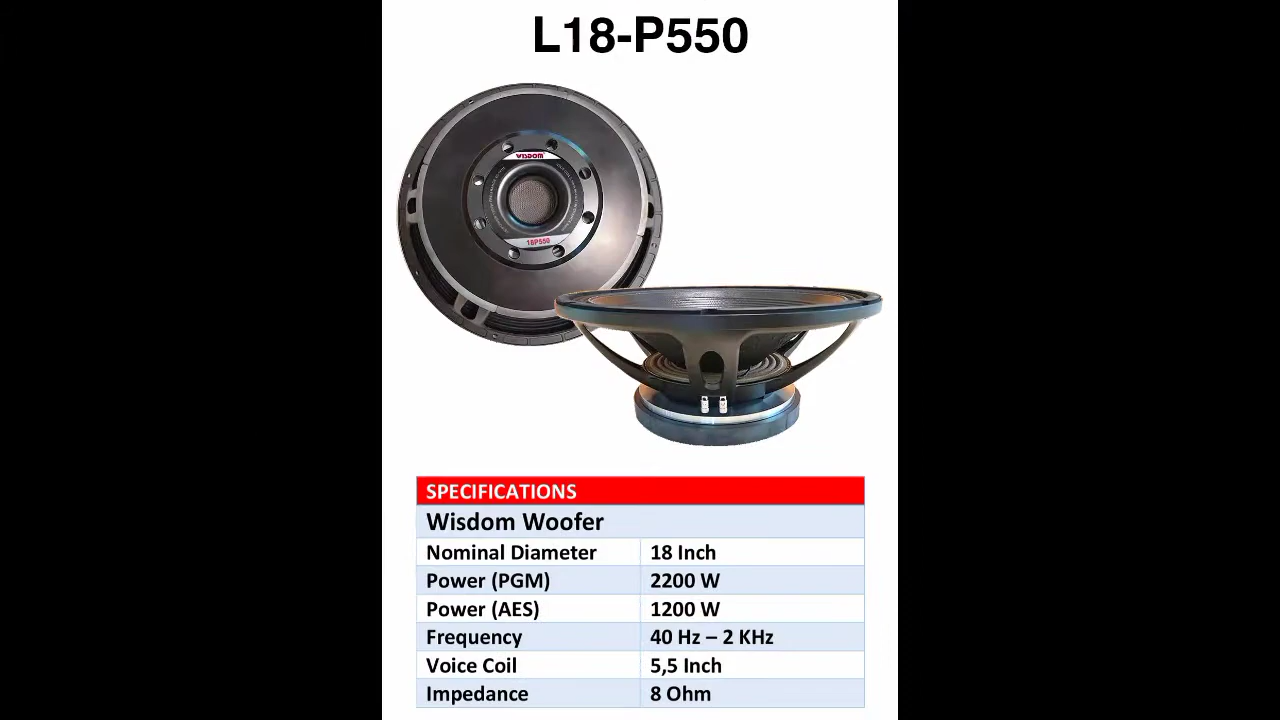 L18-P550
WISDOM
18P550
SPECIFICATIONS
Wisdom Woofer
Nominal Diameter 18 Inch
Power (PGM) 2200 W
Power (AES) 1200 W
Frequency 40 Hz – 2 KHz
Voice Coil 5,5 Inch
Impedance 8 Ohm